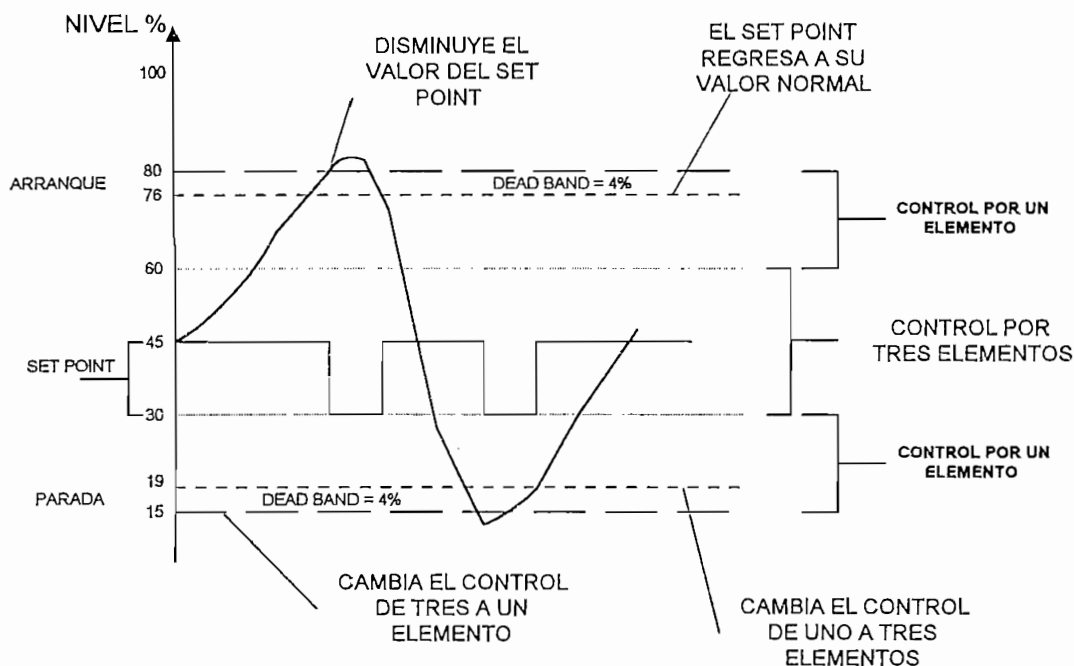 NIVEL %
100
80
76
60
45
30
19
15
ARRANQUE
SET POINT
PARADA
DISMINUYE EL
VALOR DEL SET
POINT
EL SET POINT
REGRESA A SU
VALOR NORMAL
DEAD BAND = 4%
CONTROL POR UN
ELEMENTO
CONTROL POR
TRES ELEMENTOS
CONTROL POR UN
ELEMENTO
DEAD BAND = 4%
CAMBIA EL CONTROL
DE TRES A UN
ELEMENTO
CAMBIA EL CONTROL
DE UNO A TRES
ELEMENTOS